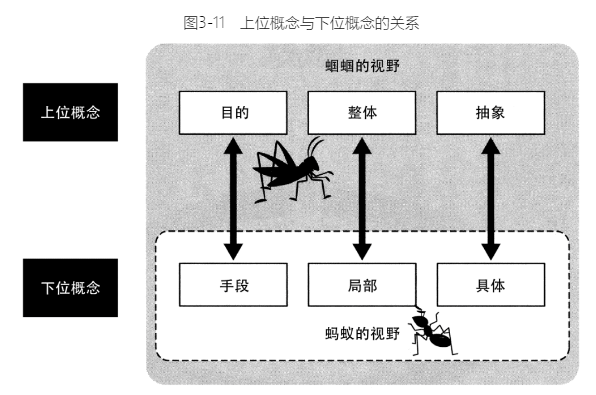 图3-11 上位概念与下位概念的关系
蝈蝈的视野
上位概念
目的
整体
抽象
下位概念
手段
局部
具体
蚂蚁的视野